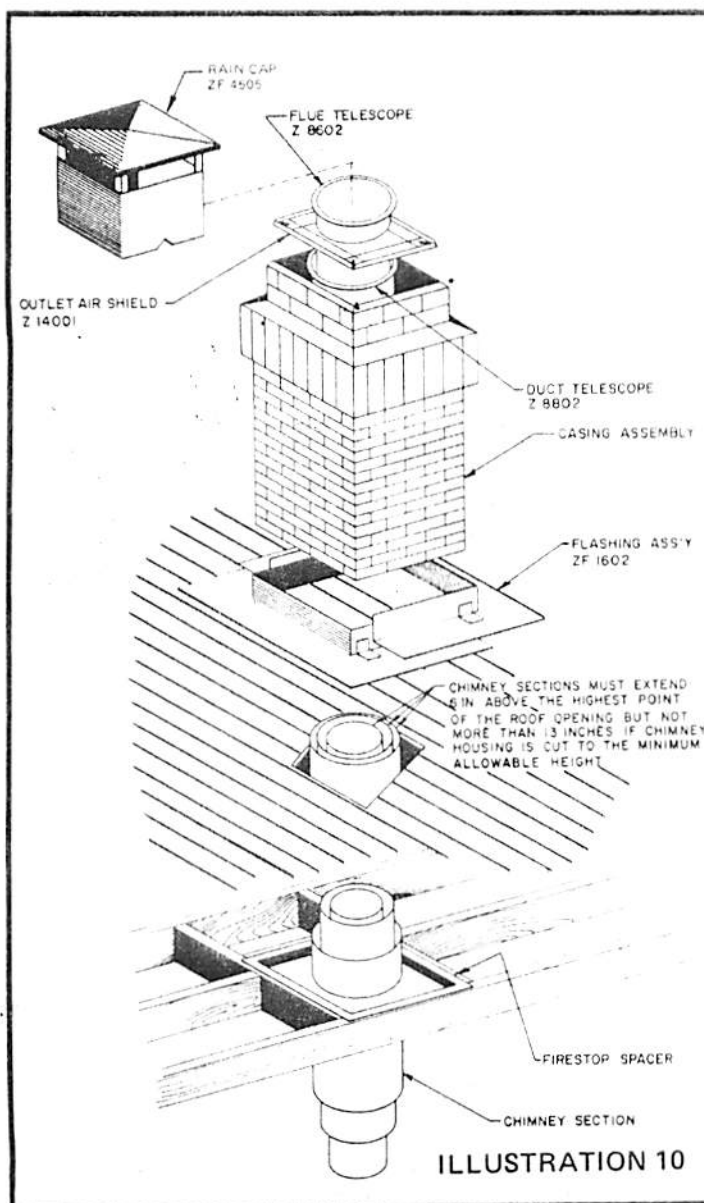 RAIN CAP
ZF 4505
FLUE TELESCOPE
Z 8602
OUTLET AIR SHIELD
Z 14001
DUCT TELESCOPE
Z 8802
CASING ASSEMBLY
FLASHING ASS'Y
ZF 1602
CHIMNEY SECTIONS MUST EXTEND
6 IN ABOVE THE HIGHEST POINT
OF THE ROOF OPENING BUT NOT
MORE THAN 13 INCHES IF CHIMNEY
HOUSING IS CUT TO THE MINIMUM
ALLOWABLE HEIGHT
FIRESTOP SPACER
CHIMNEY SECTION
ILLUSTRATION 10